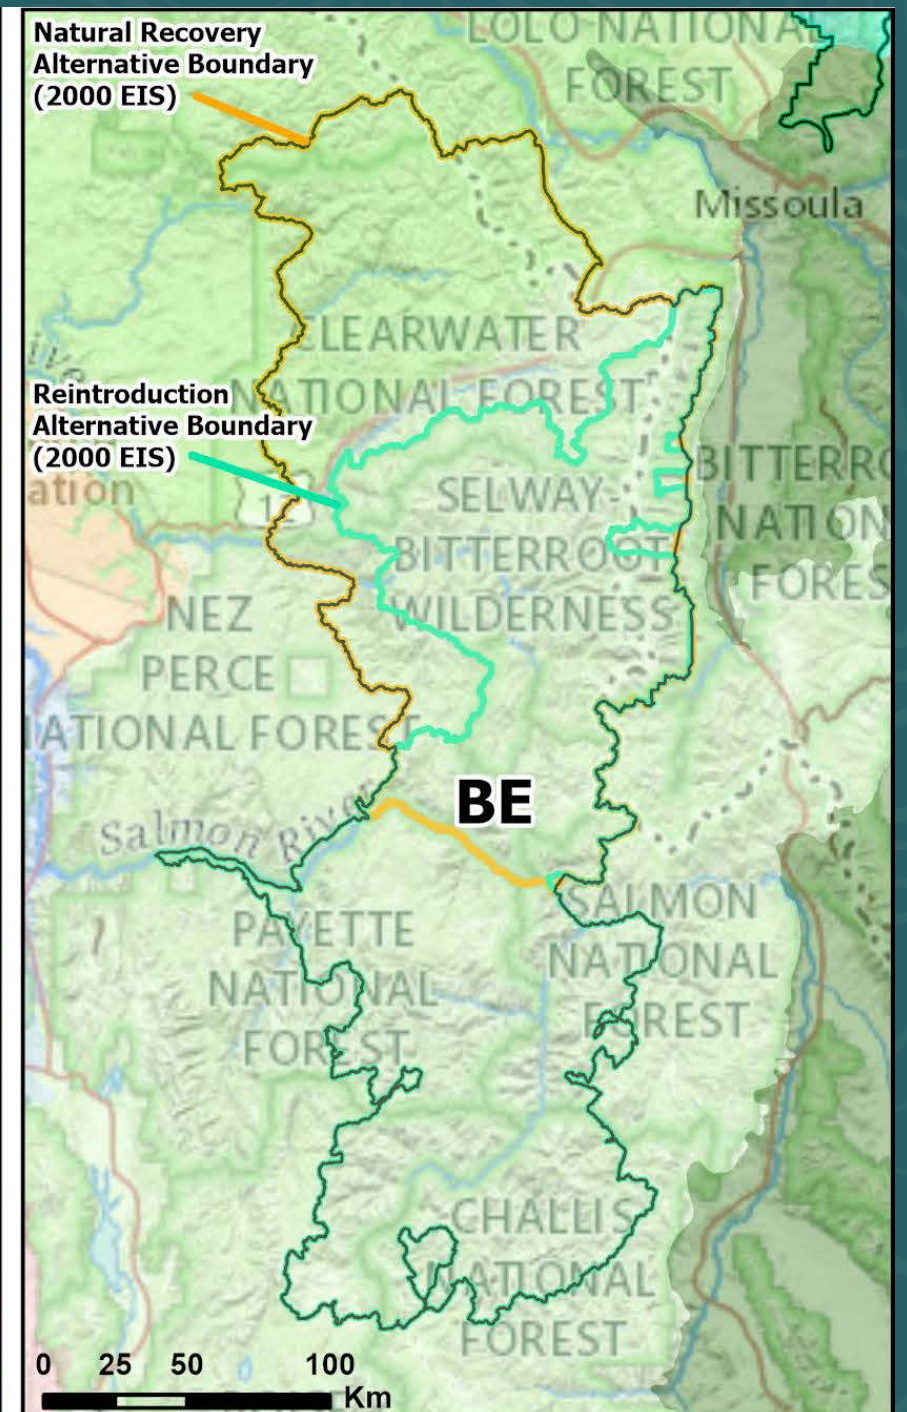 Natural Recovery
Alternative Boundary
(2000 EIS)
LOLO NATIONAL
FOREST
Missoula
CLEARWATER
NATIONAL FOREST
Reintroduction
Alternative Boundary
(2000 EIS)
ation
12
SELWAY-
BITTERROOT
WILDERNESS
BITTERRO
NATION
FORES
NEZ
PERCE
NATIONAL FOREST
BE
Salmon River
SALMON
NATIONAL
FOREST
PAYETTE
NATIONAL
FOREST
CHALLIS
NATIONAL
FOREST
0 25 50 100
Km